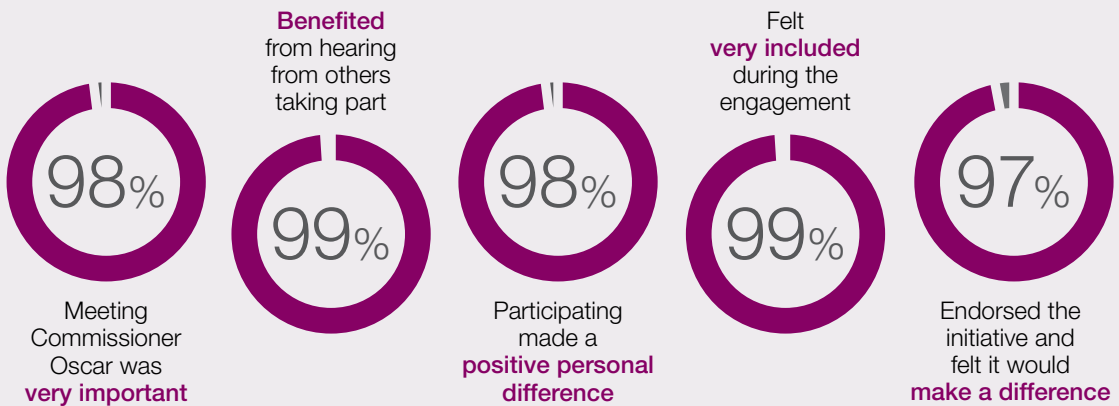 98%
Meeting
Commissioner
Oscar was
very important
Benefited
from hearing
from others
taking part
99%
98%
Participating
made a
positive personal
difference
Felt
very included
during the
engagement
99%
97%
Endorsed the
initiative and
felt it would
make a difference